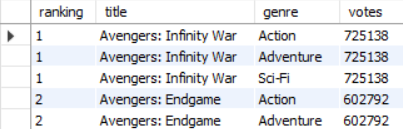 ranking title genre votes
1 Avengers: Infinity War Action 725138
1 Avengers: Infinity War Adventure 725138
1 Avengers: Infinity War Sci-Fi 725138
2 Avengers: Endgame Action 602792
2 Avengers: Endgame Adventure 602792